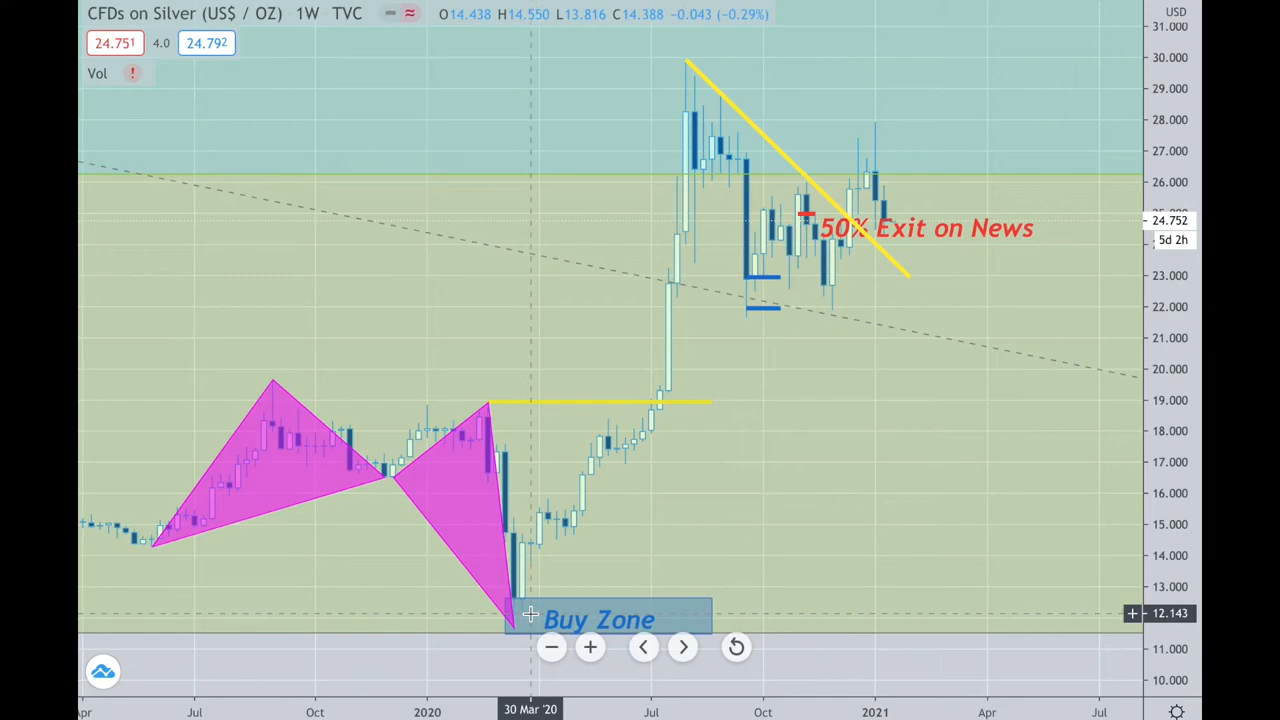 CFDs on Silver (US$ / OZ) 1W TVC O14.438 H14.550 L13.816 C14.388 −0.043 (−0.29%)
USD
24.751 4.0 24.792
Vol !
31.000
30.000
29.000
28.000
27.000
26.000
24.752
50% Exit on News
5d 2h
23.000
22.000
21.000
20.000
19.000
18.000
17.000
16.000
15.000
14.000
13.000
12.143
Buy Zone
11.000
10.000
Jul Oct 2020 30 Mar '20 Jul Oct 2021 Apr Jul